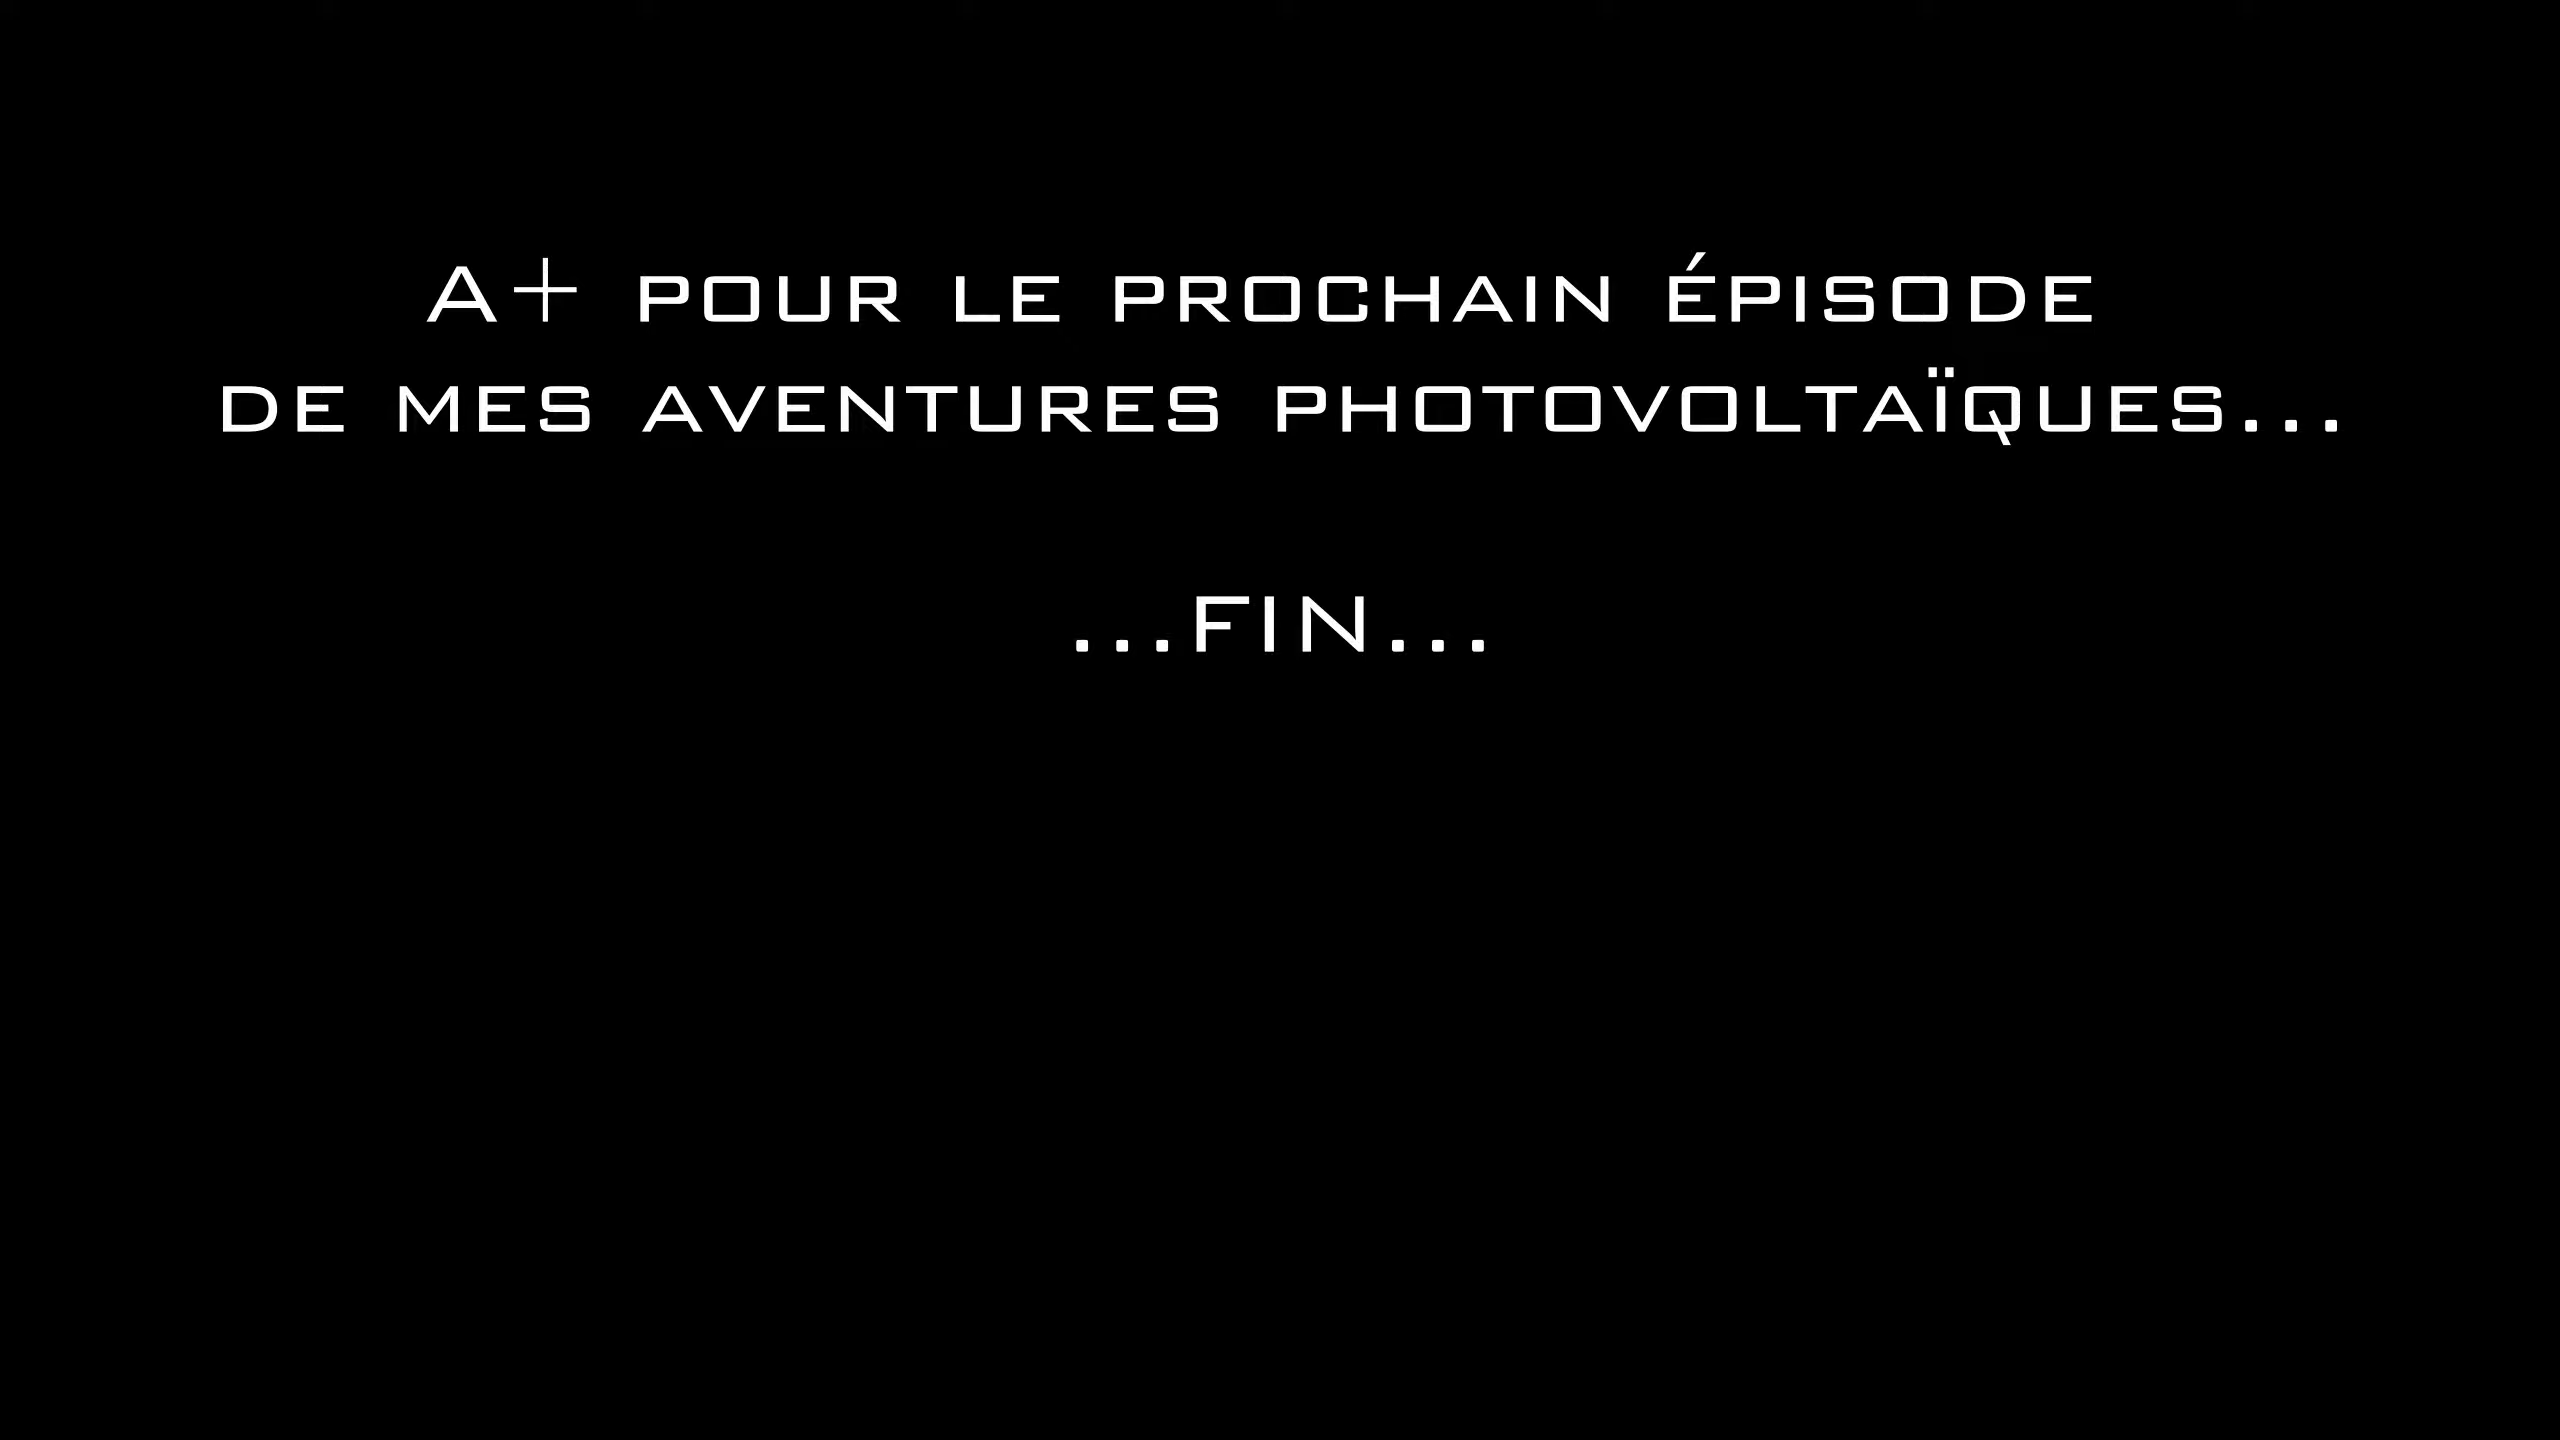 A+ POUR LE PROCHAIN ÉPISODE
DE MES AVENTURES PHOTOVOLTAÏQUES...
...FIN...